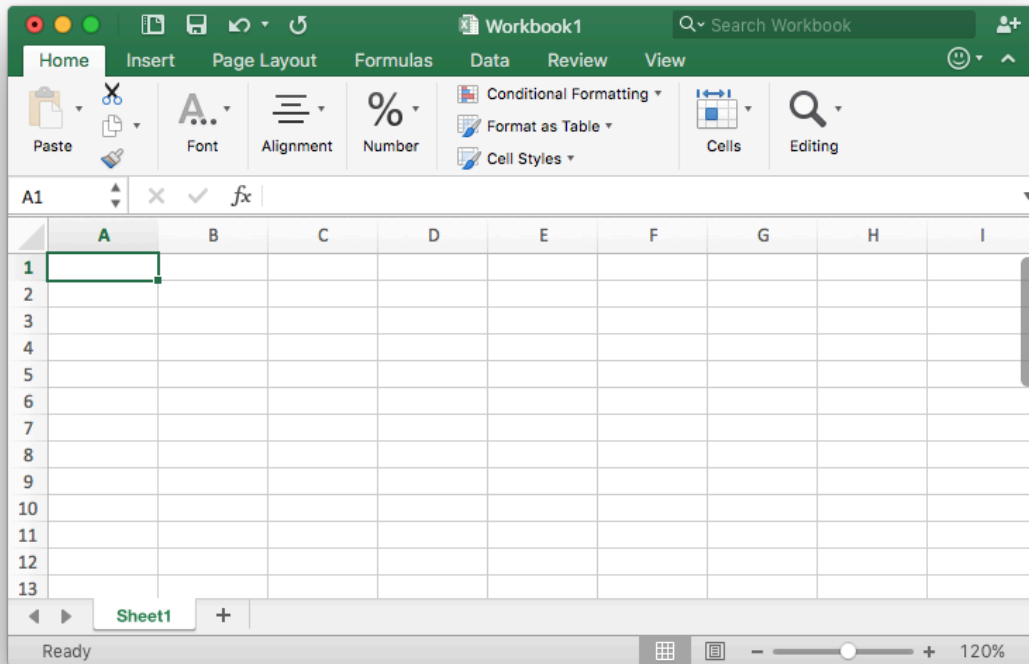 Workbook1
Search Workbook
Home Insert Page Layout Formulas Data Review View
Paste
A...
Font
Alignment
%
Number
Conditional Formatting
Format as Table
Cell Styles
Cells
Editing
A1 fx
A B C D E F G H I
1
2
3
4
5
6
7
8
9
10
11
12
13
Sheet1 +
Ready − + 120%